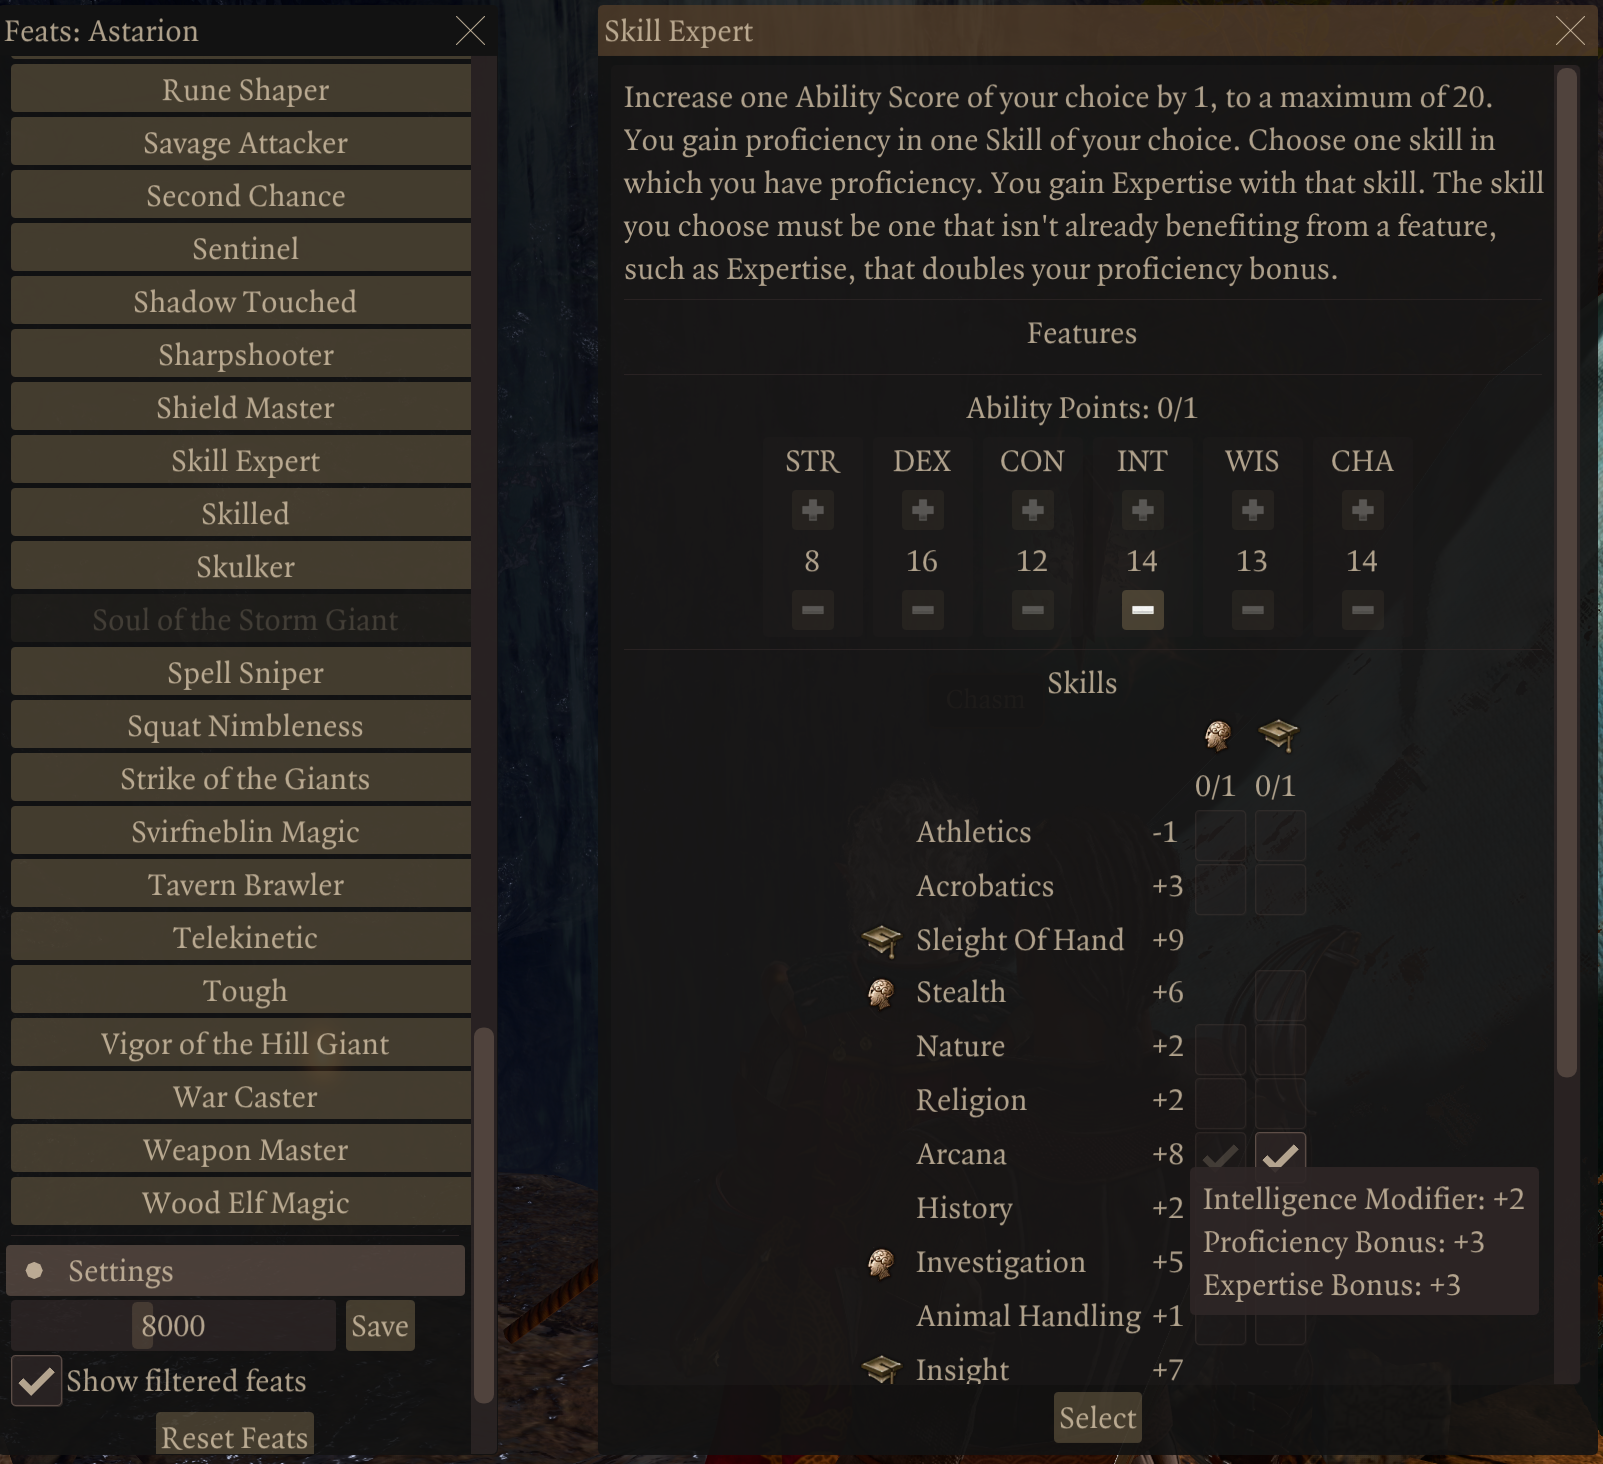 Feats: Astarion
Rune Shaper
Savage Attacker
Second Chance
Sentinel
Shadow Touched
Sharpshooter
Shield Master
Skill Expert
Skilled
Skulker
Soul of the Storm Giant
Spell Sniper
Squat Nimbleness
Strike of the Giants
Svirfneblin Magic
Tavern Brawler
Telekinetic
Tough
Vigor of the Hill Giant
War Caster
Weapon Master
Wood Elf Magic
Settings
8000 Save
Show filtered feats
Reset Feats
Skill Expert
Increase one Ability Score of your choice by 1, to a maximum of 20.
You gain proficiency in one Skill of your choice. Choose one skill in
which you have proficiency. You gain Expertise with that skill. The skill
you choose must be one that isn't already benefiting from a feature,
such as Expertise, that doubles your proficiency bonus.
Features
Ability Points: 0/1
STR DEX CON INT WIS CHA
8 16 12 14 13 14
Chasm
Skills
0/1 0/1
Athletics -1
Acrobatics +3
Sleight Of Hand +9
Stealth +6
Nature +2
Religion +2
Arcana +8
History +2
Investigation +5
Animal Handling +1
Insight +7
Intelligence Modifier: +2
Proficiency Bonus: +3
Expertise Bonus: +3
Select